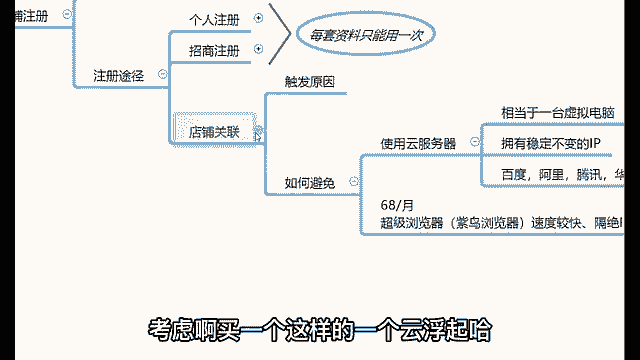 铺注册
注册途径
个人注册
招商注册
每套资料只能用一次
店铺关联
触发原因
如何避免
使用云服务器
相当于一台虚拟电脑
拥有稳定不变的IP
百度，阿里，腾讯，华
68/月
超级浏览器（紫鸟浏览器）速度较快、隔绝
考虑啊买一个这样的一个云浮起哈